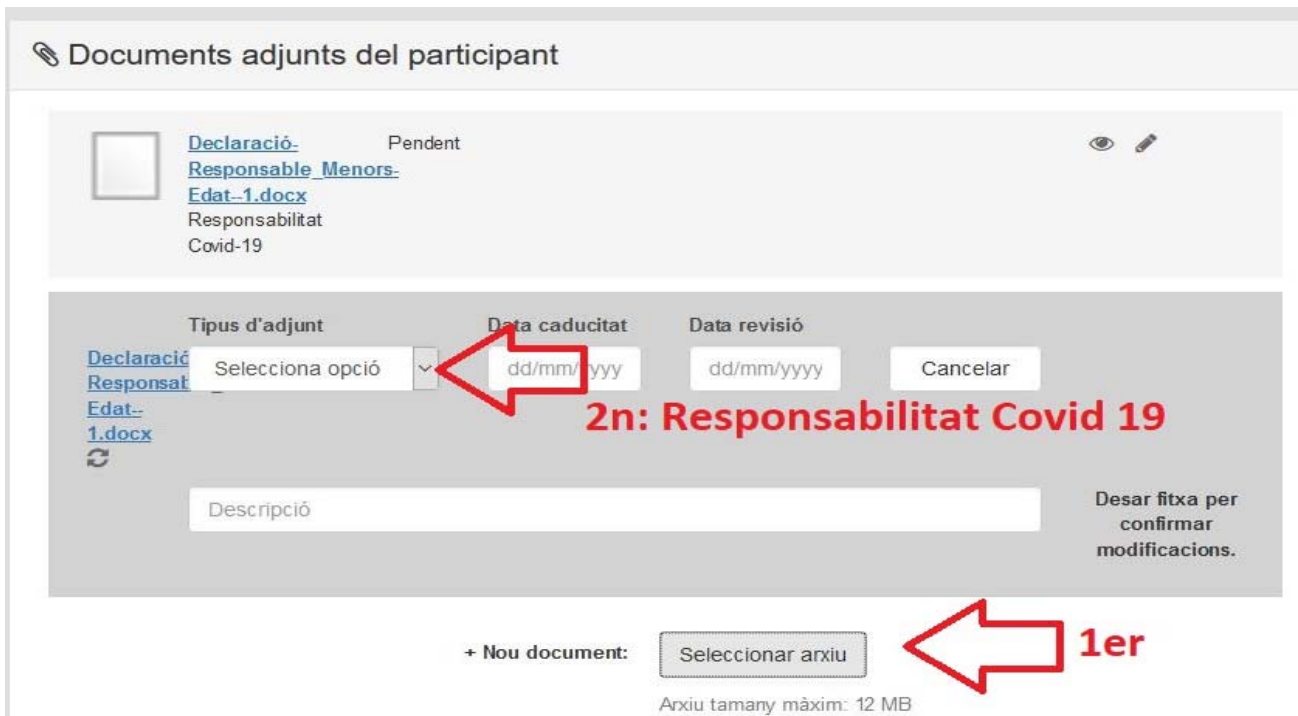 Documents adjunts del participant
Declaració- Pendent
Responsable_Menors-
Edat--1.docx
Responsabilitat
Covid-19
Tipus d'adjunt Data caducitat Data revisió
Declaració
Selecciona opció dd/mm/yyyy dd/mm/yyyy Cancelar
Responsat
Edat--
1.docx
2n: Responsabilitat Covid 19
Descripció
Desar fitxa per
confirmar
modificacions.
+ Nou document: Seleccionar arxiu 1er
Arxiu tamany màxim: 12 MB